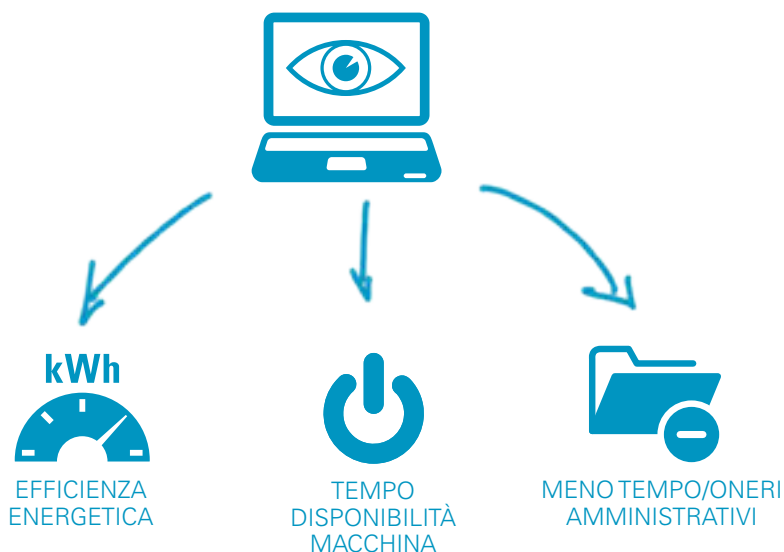 kWh
EFFICIENZA
ENERGETICA
TEMPO
DISPONIBILITÀ
MACCHINA
MENO TEMPO/ONERI
AMMINISTRATIVI